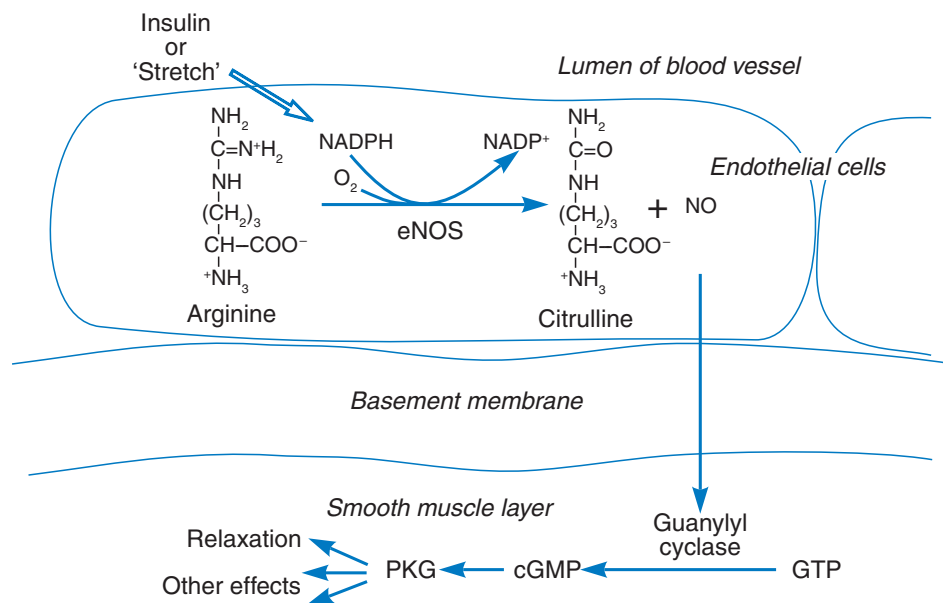 Insulin
or
‘Stretch’
Lumen of blood vessel
NH2
C=N+H2
NH
(CH2)3
CH–COO−
+NH3
Arginine
NADPH
O2
NADP+
eNOS
NH2
C=O
NH
(CH2)3
CH–COO−
+NH3
Citrulline
+ NO
Endothelial cells
Basement membrane
Smooth muscle layer
Guanylyl
cyclase
Relaxation
Other effects
PKG
cGMP
GTP